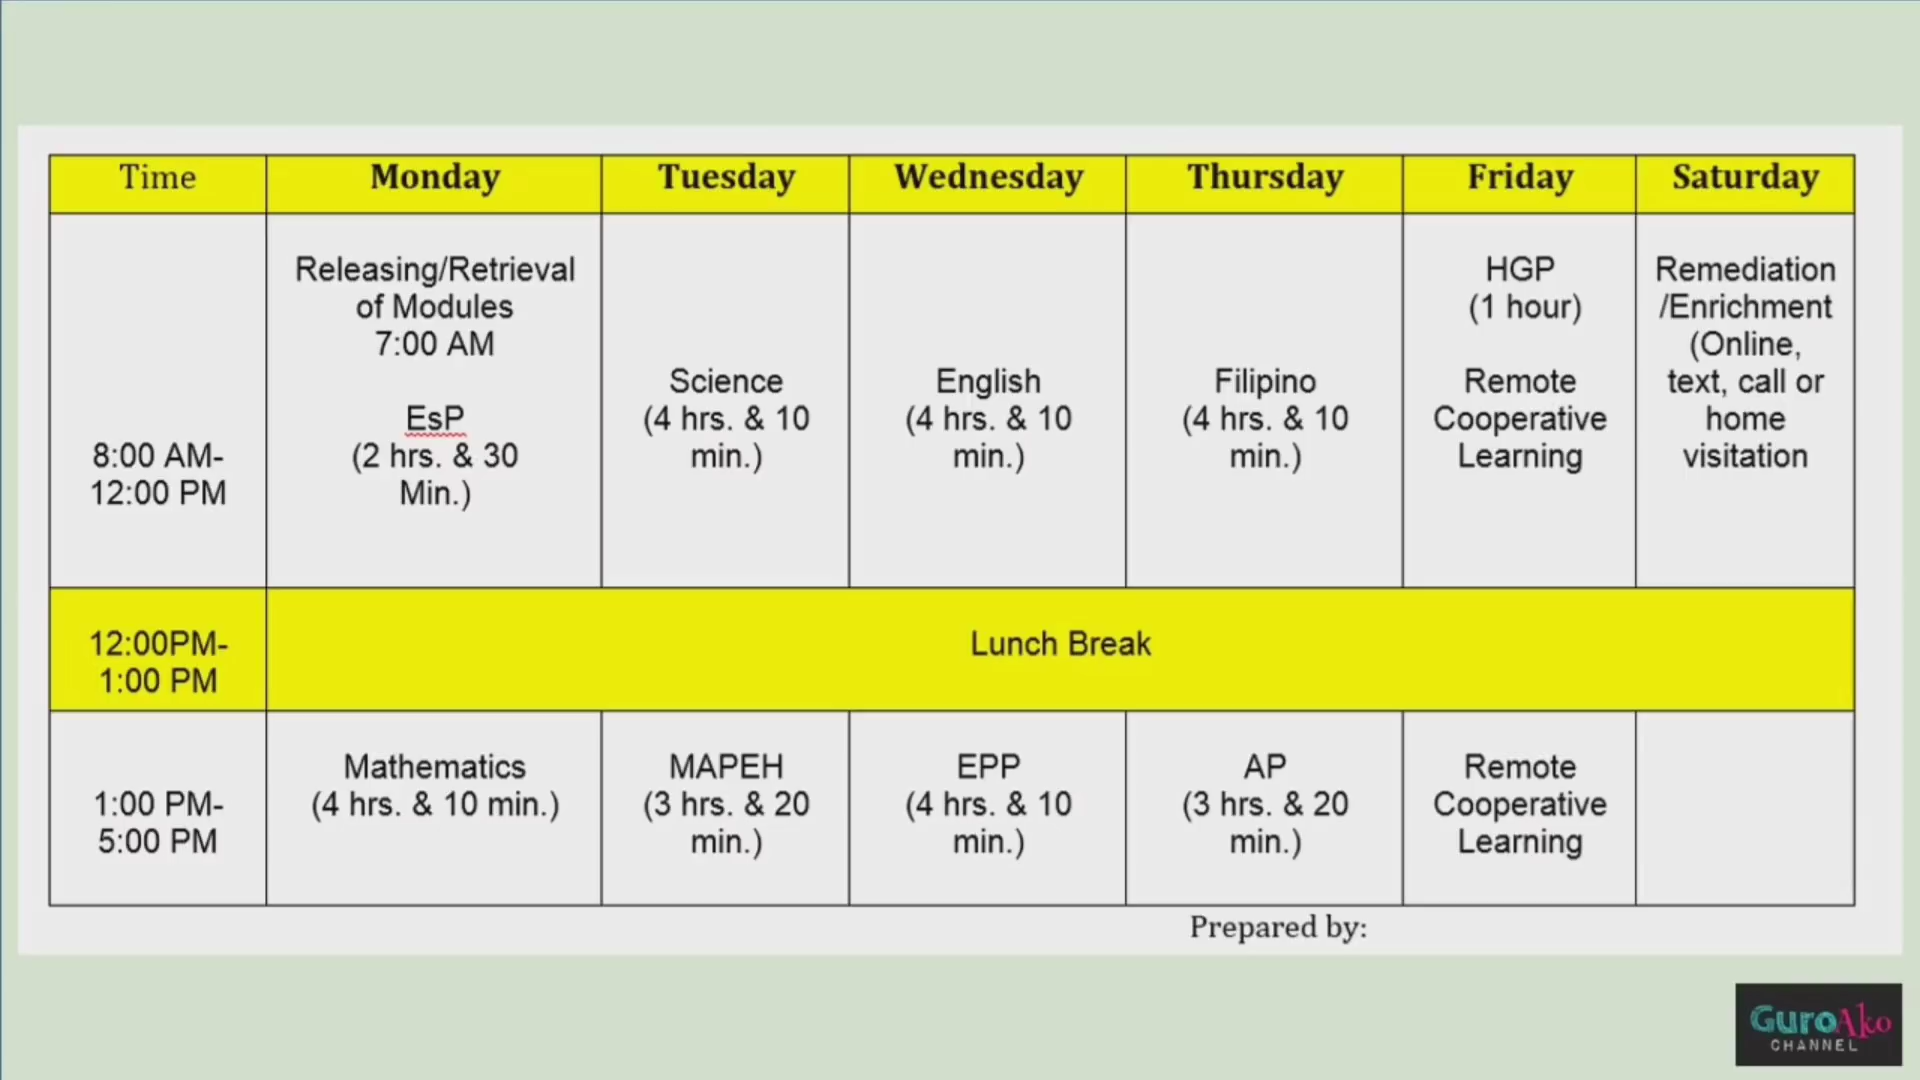 Time
Monday
Tuesday
Wednesday
Thursday
Friday
Saturday
8:00 AM-
12:00 PM
Releasing/Retrieval
of Modules
7:00 AM
EsP
(2 hrs. & 30
Min.)
Science
(4 hrs. & 10
min.)
English
(4 hrs. & 10
min.)
Filipino
(4 hrs. & 10
min.)
HGP
(1 hour)
Remote
Cooperative
Learning
Remediation
/Enrichment
(Online,
text, call or
home
visitation
12:00PM-
1:00 PM
Lunch Break
1:00 PM-
5:00 PM
Mathematics
(4 hrs. & 10 min.)
MAPEH
(3 hrs. & 20
min.)
EPP
(4 hrs. & 10
min.)
AP
(3 hrs. & 20
min.)
Remote
Cooperative
Learning
Prepared by:
GuroAko
CHANNEL